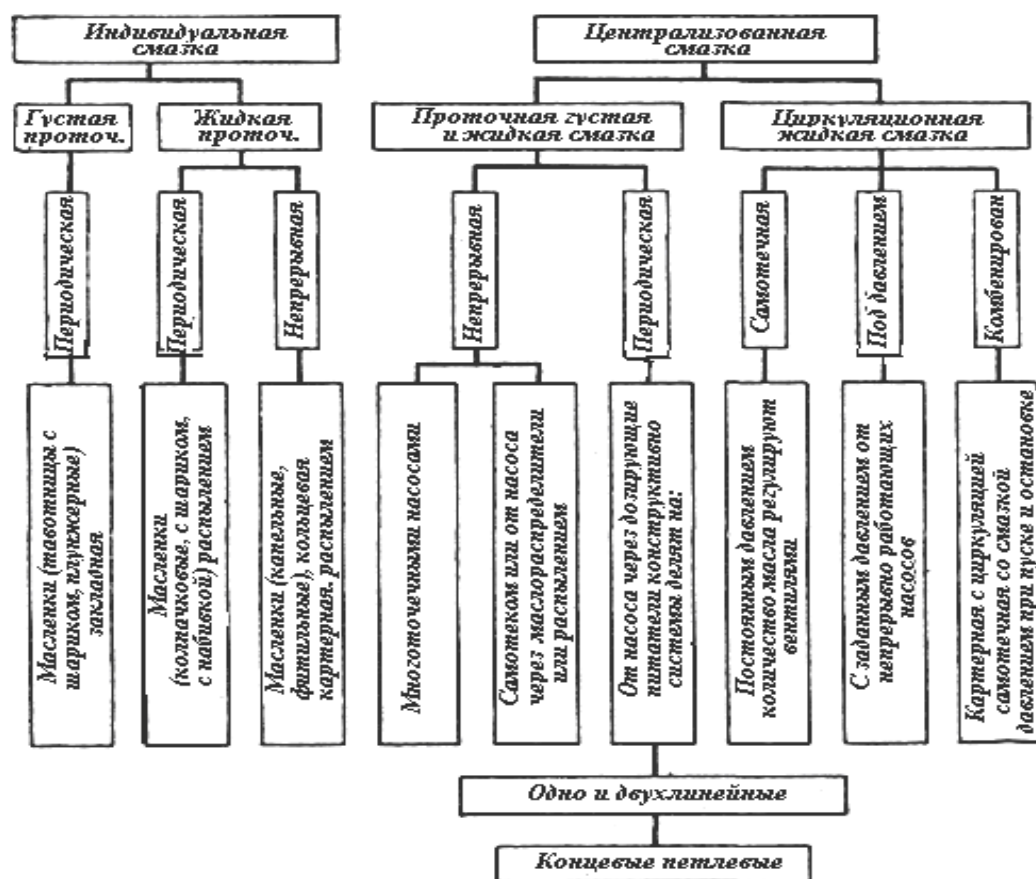 Индивидуальная
смазка
Централизованная
смазка
Густая
проточ.
Жидкая
проточ.
Проточная густая
и жидкая смазка
Циркуляционная
жидкая смазка
Периодическая
Периодическая
Непрерывная
Непрерывная
Периодическая
Самотечная
Под давлением
Комбенирован
Масленки (тавотницы с
шариком, плунжерные)
закладная
Масленки
(колпачковые, с шариком,
с набивкой) распылением
Масленки (капельные,
фитильные), кольцевая
картерная. распылением
Многоточечными насосами
Самотеком или от насоса
через маслораспределители
или распылением
От насоса через дозирующие
питатели конструктивно
системы делят на:
Постоянным давлением
количество масла регулируют
вентилями
С заданным давлением от
непрерывно работающих
насосов
Картерная с циркуляцией
самотечная со смазкой
давлением при пуске и остановке
Одно и двухлинейные
Концевые петлевые